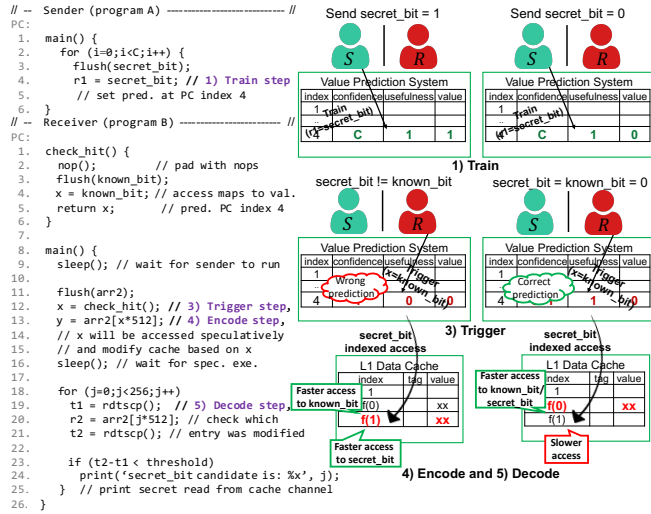 // -- Sender (program A) ---------------------- //
PC:
1. main() {
2. for (i=0;i<C;i++) {
3. flush(secret_bit);
4. r1 = secret_bit; // 1) Train step
5. // set pred. at PC index 4
6. }
// -- Receiver (program B) -------------------- //
PC:
1. check_hit() {
2. nop(); // pad with nops
3. flush(known_bit);
4. x = known_bit; // access maps to val.
5. return x; // pred. PC index 4
6. }
7.
8. main() {
9. sleep(); // wait for sender to run
10.
11. flush(arr2);
12. x = check_hit(); // 3) Trigger step,
13. y = arr2[x*512]; // 4) Encode step,
14. // x will be accessed speculatively
15. // and modify cache based on x
16. sleep(); // wait for spec. exe.
17.
18. for (j=0;j<256;j++)
19. t1 = rdtscp(); // 5) Decode step,
20. r2 = arr2[j*512]; // check which
21. t2 = rdtscp(); // entry was modified
22.
23. if (t2-t1 < threshold)
24. print('secret_bit candidate is: %x', j);
25. } // print secret read from cache channel
26. }
Send secret_bit = 1
S R
Value Prediction System
index confidence usefulness value
1
..
4 C 1 1
Train
(r1=secret_bit)
Send secret_bit = 0
S R
Value Prediction System
index confidence usefulness value
1
..
4 C 1 0
Train
(r1=secret_bit)
1) Train
secret_bit != known_bit
S R
Value Prediction System
index confidence usefulness value
1
..
4 0 0
Wrong
prediction
Trigger
(x=known_bit)
secret_bit = known_bit = 0
S R
Value Prediction System
index confidence usefulness value
1
..
4 1 1 0
Correct
prediction
Trigger
(x=known_bit)
3) Trigger
secret_bit
indexed access
L1 Data Cache
index tag value
1
f(0) xx
f(1) xx
Faster access
to known_bit
Faster access
to secret_bit
secret_bit
indexed access
L1 Data Cache
index tag value
1
f(0) xx
f(1)
Faster access
to known_bit/
secret_bit
Slower
access
4) Encode and 5) Decode